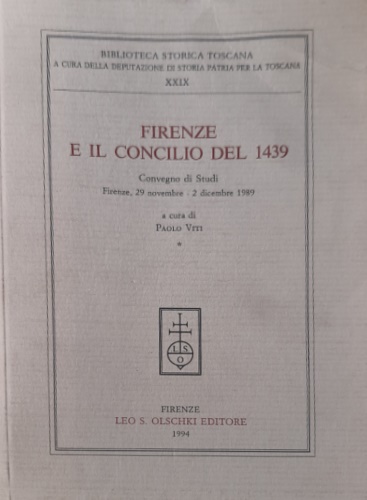 BIBLIOTECA STORICA TOSCANA
A CURA DELLA DEPUTAZIONE DI STORIA PATRIA PER LA TOSCANA
XXIX
FIRENZE
E IL CONCILIO DEL 1439
Convegno di Studi
Firenze, 29 novembre - 2 dicembre 1989
a cura di
PAOLO VITI
*
L S
O
FIRENZE
LEO S. OLSCHKI EDITORE
1994